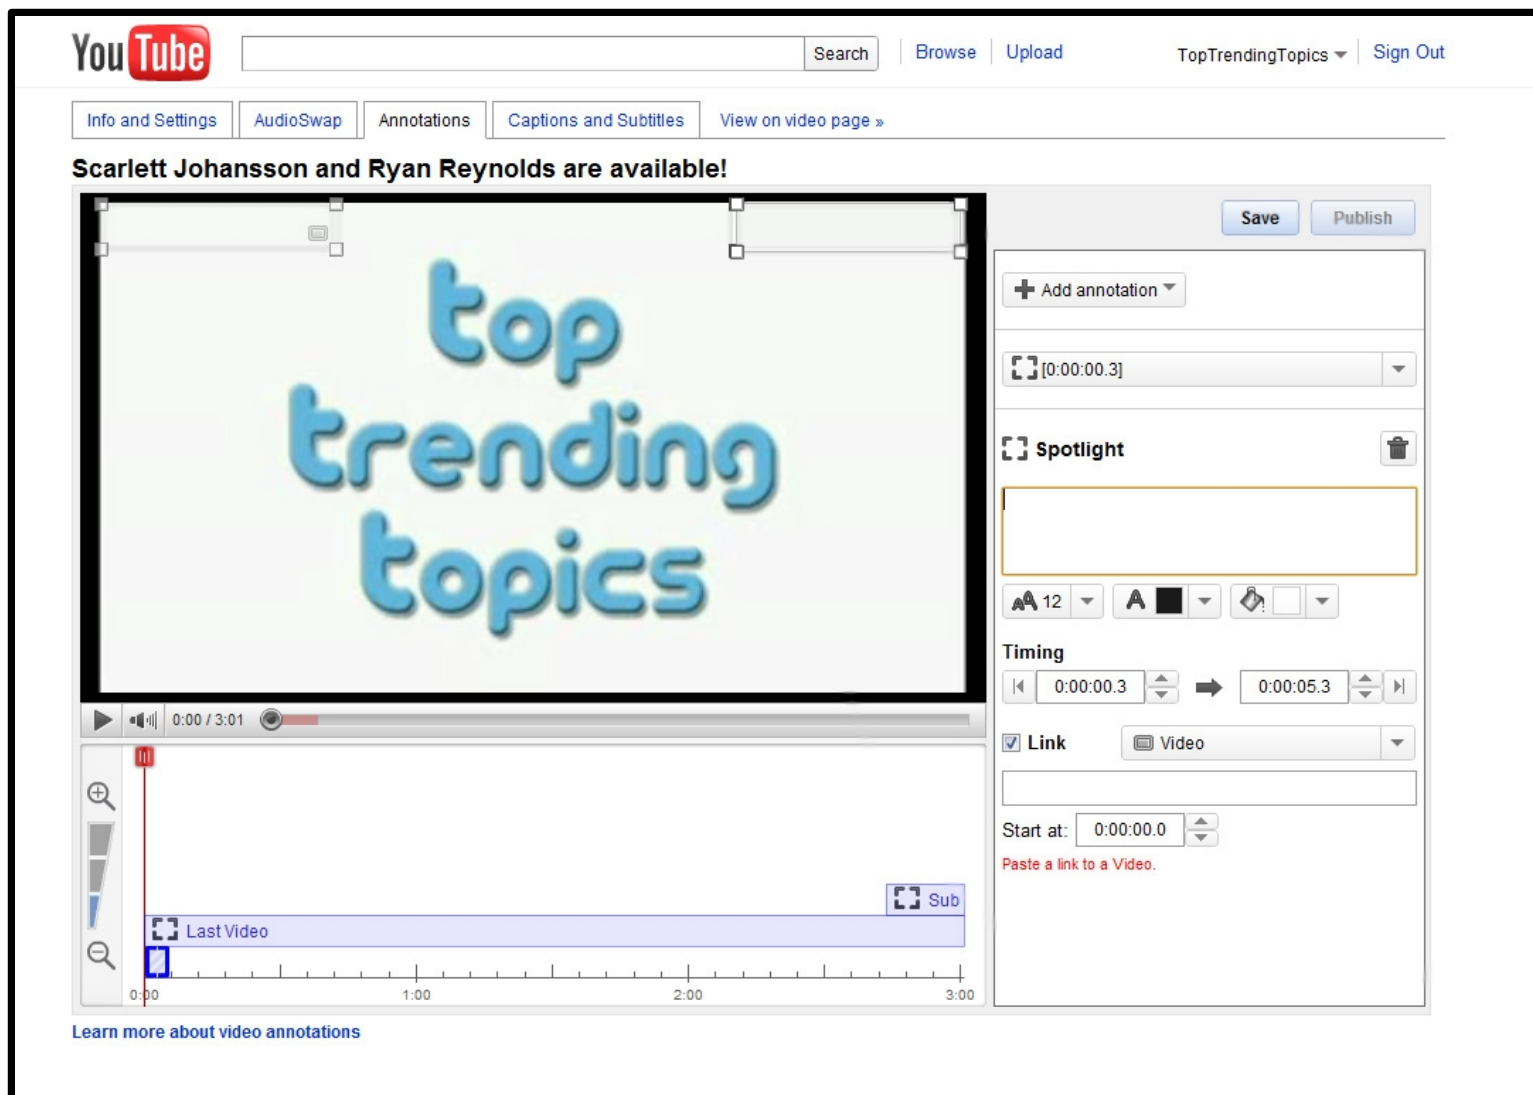 YouTube Search Browse Upload TopTrendingTopics Sign Out
Info and Settings AudioSwap Annotations Captions and Subtitles View on video page »
Scarlett Johansson and Ryan Reynolds are available!
Save Publish
top
trending
topics
Add annotation
[0:00:00.3]
Spotlight
12 A
Timing
0:00:00.3 0:00:05.3
0:00 / 3:01
Link Video
Start at: 0:00:00.0
Paste a link to a Video.
Sub
Last Video
0:00 1:00 2:00 3:00
Learn more about video annotations